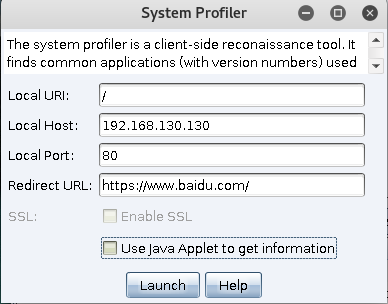 System Profiler
The system profiler is a client-side reconaissance tool. It
finds common applications (with version numbers) used
Local URI: /
Local Host: 192.168.130.130
Local Port: 80
Redirect URL: https://www.baidu.com/
SSL: Enable SSL
Use Java Applet to get information
Launch Help